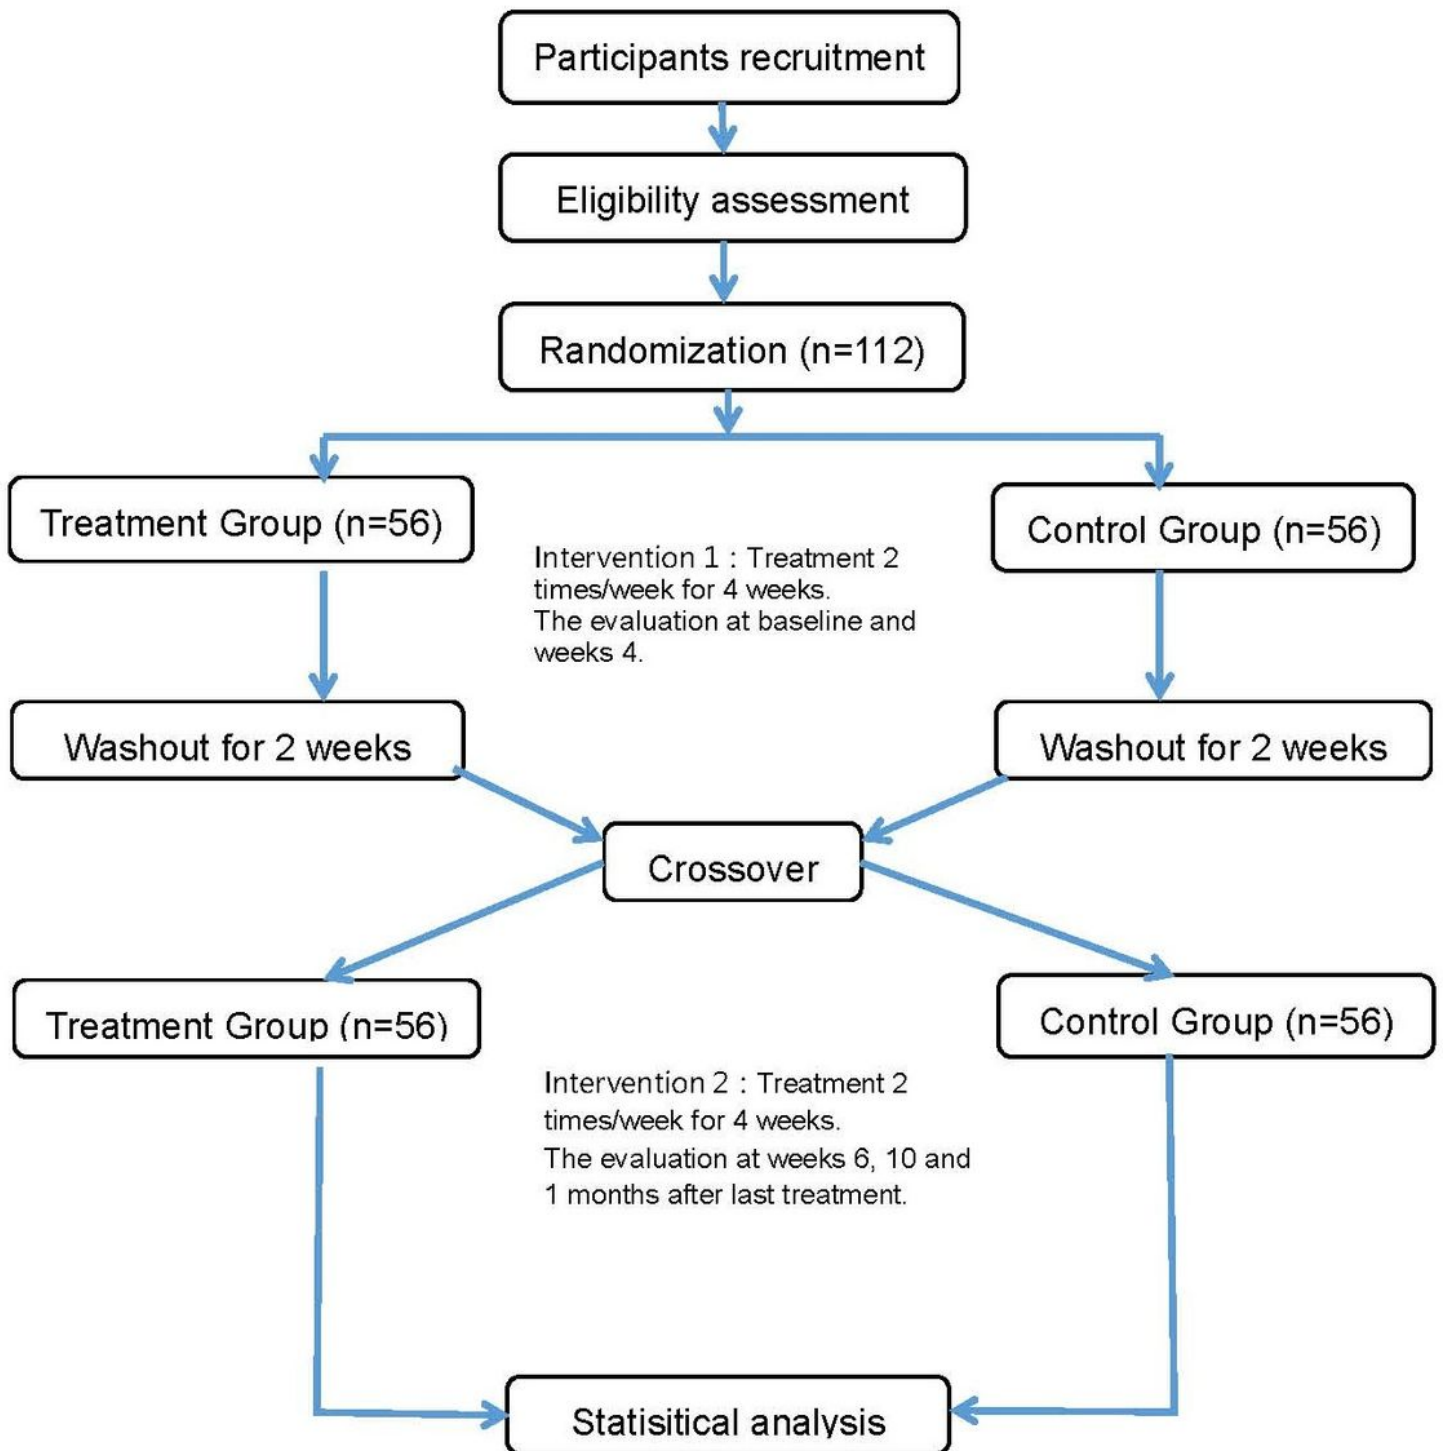 Participants recruitment
Eligibility assessment
Randomization (n=112)
Treatment Group (n=56)
Control Group (n=56)
Intervention 1 : Treatment 2
times/week for 4 weeks.
The evaluation at baseline and
weeks 4.
Washout for 2 weeks
Washout for 2 weeks
Crossover
Treatment Group (n=56)
Control Group (n=56)
Intervention 2 : Treatment 2
times/week for 4 weeks.
The evaluation at weeks 6, 10 and
1 months after last treatment.
Statisitical analysis